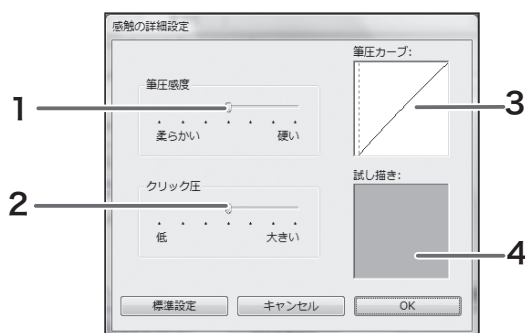 感触の詳細設定
筆圧感度
柔らかい 硬い
クリック圧
低 大きい
筆圧カーブ:
試し描き:
標準設定 キャンセル OK
1
2
3
4